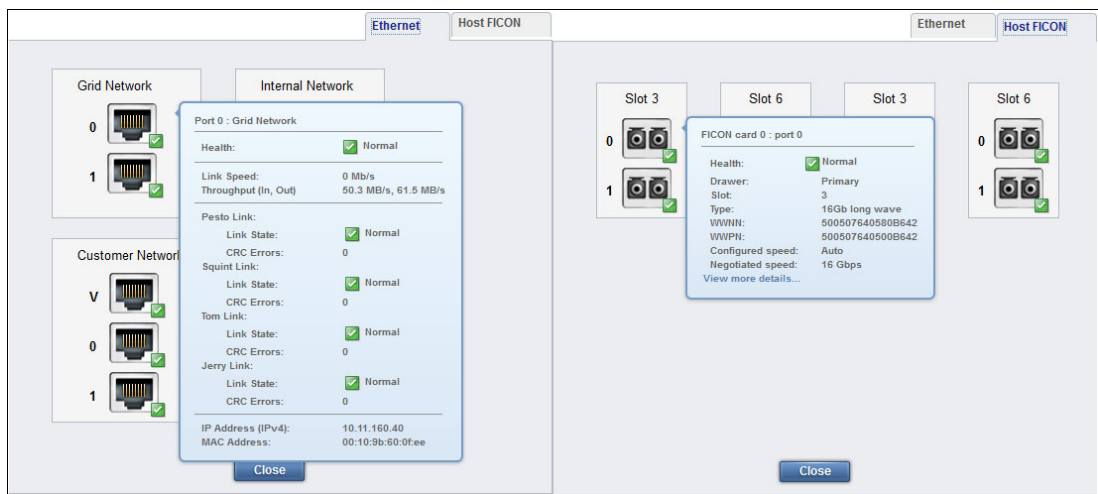 Ethernet Host FICON
Grid Network Internal Network
0
1
Port 0 : Grid Network
Health: Normal
Link Speed: 0 Mb/s
Throughput (In, Out) 50.3 MB/s, 61.5 MB/s
Pesto Link:
Link State: Normal
CRC Errors: 0
Squint Link:
Link State: Normal
CRC Errors: 0
Tom Link:
Link State: Normal
CRC Errors: 0
Jerry Link:
Link State: Normal
CRC Errors: 0
IP Address (IPv4): 10.11.160.40
MAC Address: 00:10:9b:60:0f:ee
Customer Network
V
0
1
Close
Ethernet Host FICON
Slot 3 Slot 6 Slot 3 Slot 6
0
1
FICON card 0 : port 0
Health: Normal
Drawer: Primary
Slot: 3
Type: 16Gb long wave
WWNN: 500507640580B642
WWPN: 500507640500B642
Configured speed: Auto
Negotiated speed: 16 Gbps
View more details...
0
1
Close